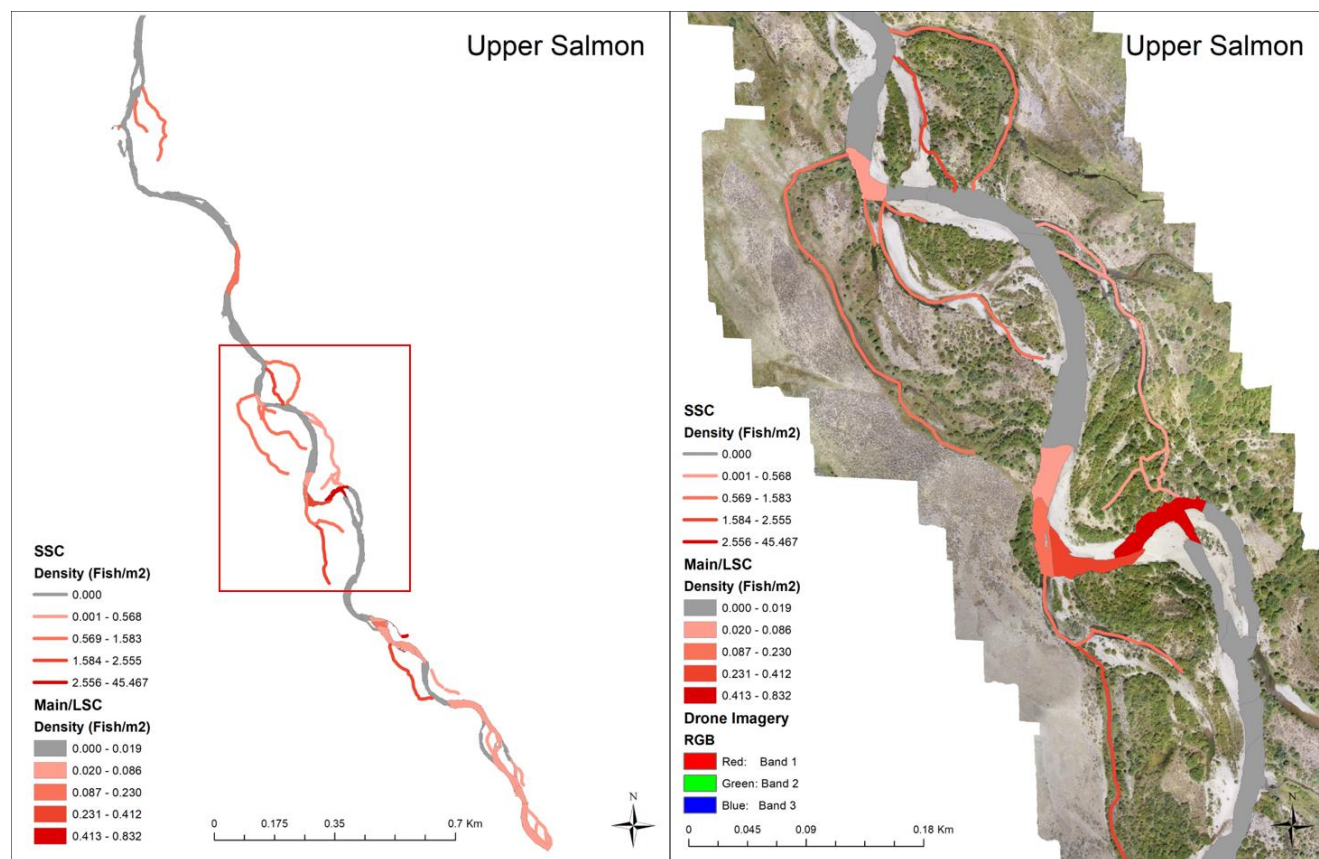 Upper Salmon
SSC
Density (Fish/m2)
0.000
0.001 - 0.568
0.569 - 1.583
1.584 - 2.555
2.556 - 45.467
Main/LSC
Density (Fish/m2)
0.000 - 0.019
0.020 - 0.086
0.087 - 0.230
0.231 - 0.412
0.413 - 0.832
0 0.175 0.35 0.7 Km
N
Upper Salmon
SSC
Density (Fish/m2)
0.000
0.001 - 0.568
0.569 - 1.583
1.584 - 2.555
2.556 - 45.467
Main/LSC
Density (Fish/m2)
0.000 - 0.019
0.020 - 0.086
0.087 - 0.230
0.231 - 0.412
0.413 - 0.832
Drone Imagery
RGB
Red: Band 1
Green: Band 2
Blue: Band 3
0 0.045 0.09 0.18 Km
N